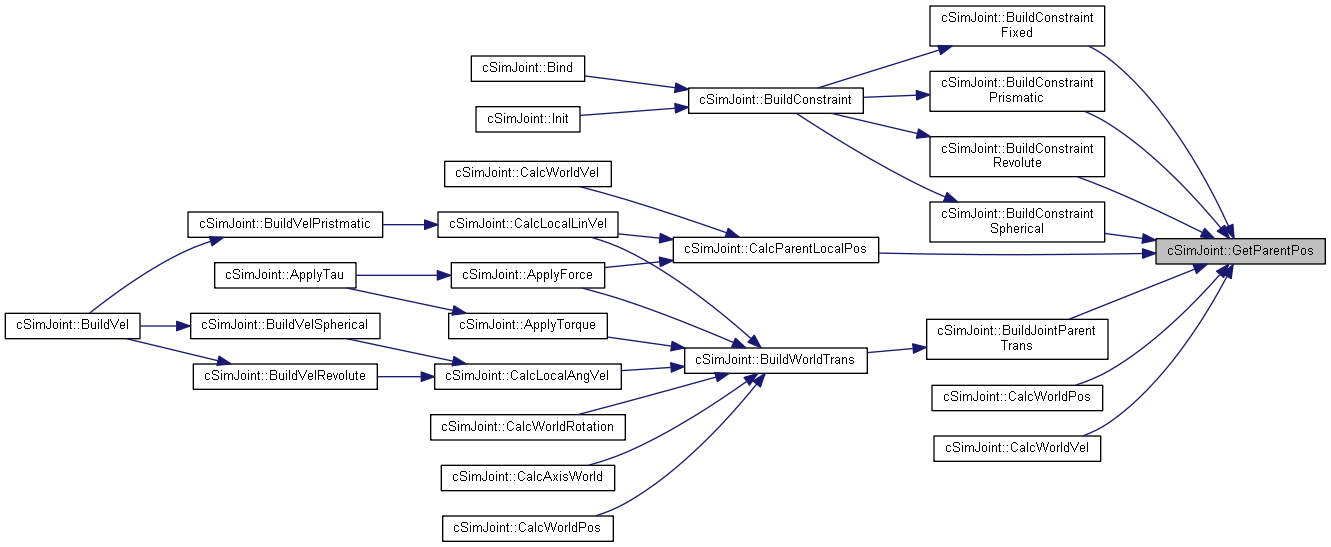 cSimJoint::BuildConstraint
Fixed
cSimJoint::Bind
cSimJoint::BuildConstraint
Prismatic
cSimJoint::BuildConstraint
cSimJoint::Init
cSimJoint::BuildConstraint
Revolute
cSimJoint::CalcWorldVel
cSimJoint::BuildConstraint
Spherical
cSimJoint::BuildVelPristmatic
cSimJoint::CalcLocalLinVel
cSimJoint::CalcParentLocalPos
cSimJoint::GetParentPos
cSimJoint::ApplyTau
cSimJoint::ApplyForce
cSimJoint::BuildVel
cSimJoint::BuildVelSpherical
cSimJoint::ApplyTorque
cSimJoint::BuildJointParent
Trans
cSimJoint::BuildWorldTrans
cSimJoint::BuildVelRevolute
cSimJoint::CalcLocalAngVel
cSimJoint::CalcWorldPos
cSimJoint::CalcWorldRotation
cSimJoint::CalcWorldVel
cSimJoint::CalcAxisWorld
cSimJoint::CalcWorldPos